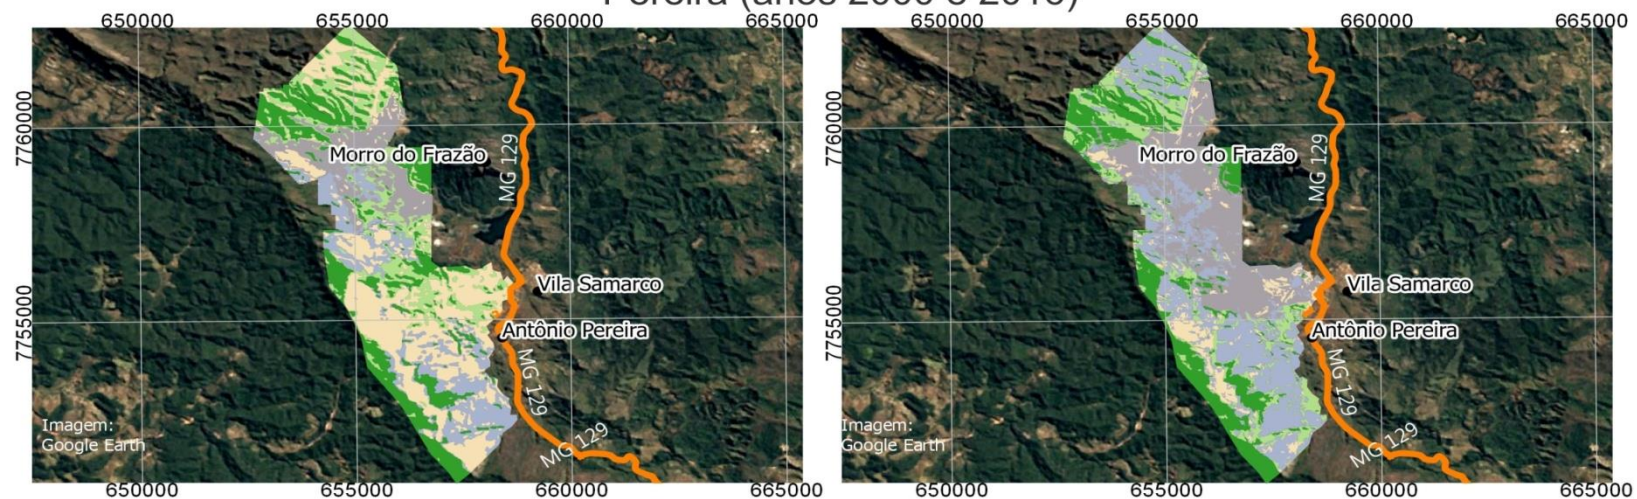 650000 655000 660000 665000 650000 655000 660000 665000
7760000
7755000
Morro do Frazão
MG 129
Vila Samarco
Antônio Pereira
MG 129
MG 129
Imagem:
Google Earth
650000 655000 660000 665000
7760000
7755000
Morro do Frazão
MG 129
Vila Samarco
Antônio Pereira
MG 129
MG 129
Imagem:
Google Earth
650000 655000 660000 665000